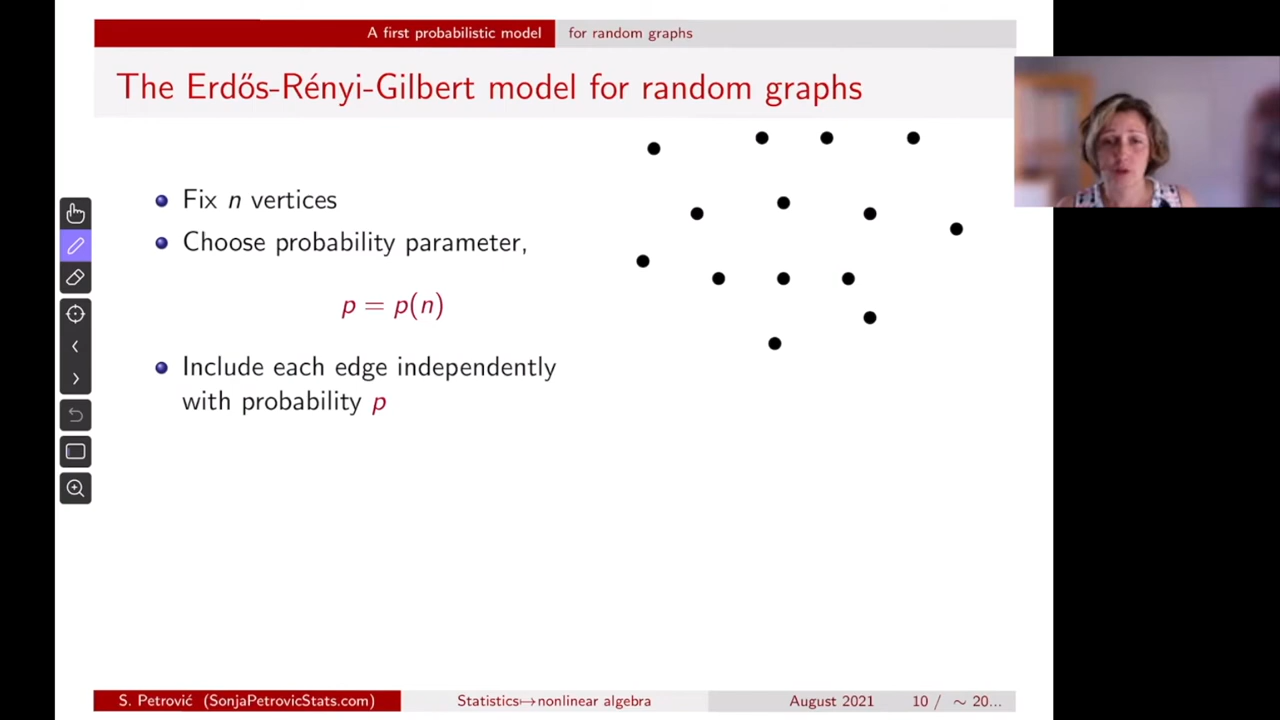 A first probabilistic model for random graphs
The Erdős-Rényi-Gilbert model for random graphs
Fix n vertices
Choose probability parameter,
p = p(n)
Include each edge independently
with probability p
S. Petrović (SonjaPetrovicStats.com) Statistics↦nonlinear algebra August 2021 10 / ∼ 20...